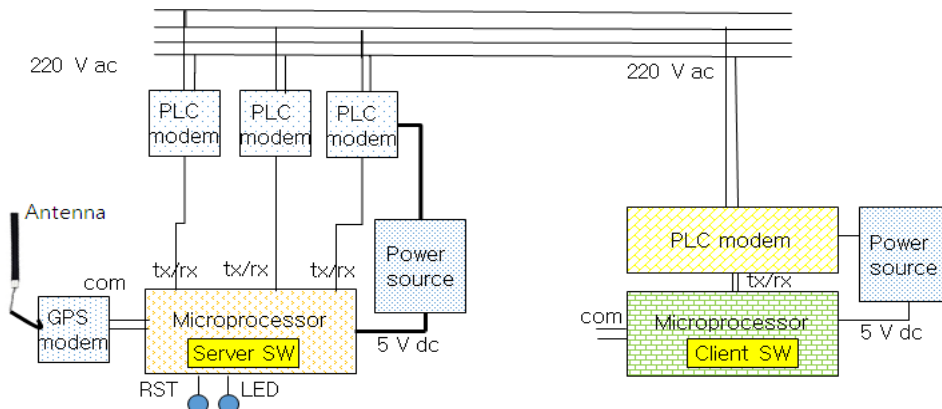 220 V ac
220 V ac
PLC
modem
PLC
modem
PLC
modem
Antenna
Power
source
PLC modem
Power
source
tx/rx
tx/rx
tx/rx
tx/rx
com
GPS
modem
Microprocessor
Server SW
5 V dc
com
Microprocessor
Client SW
5 V dc
RST
LED